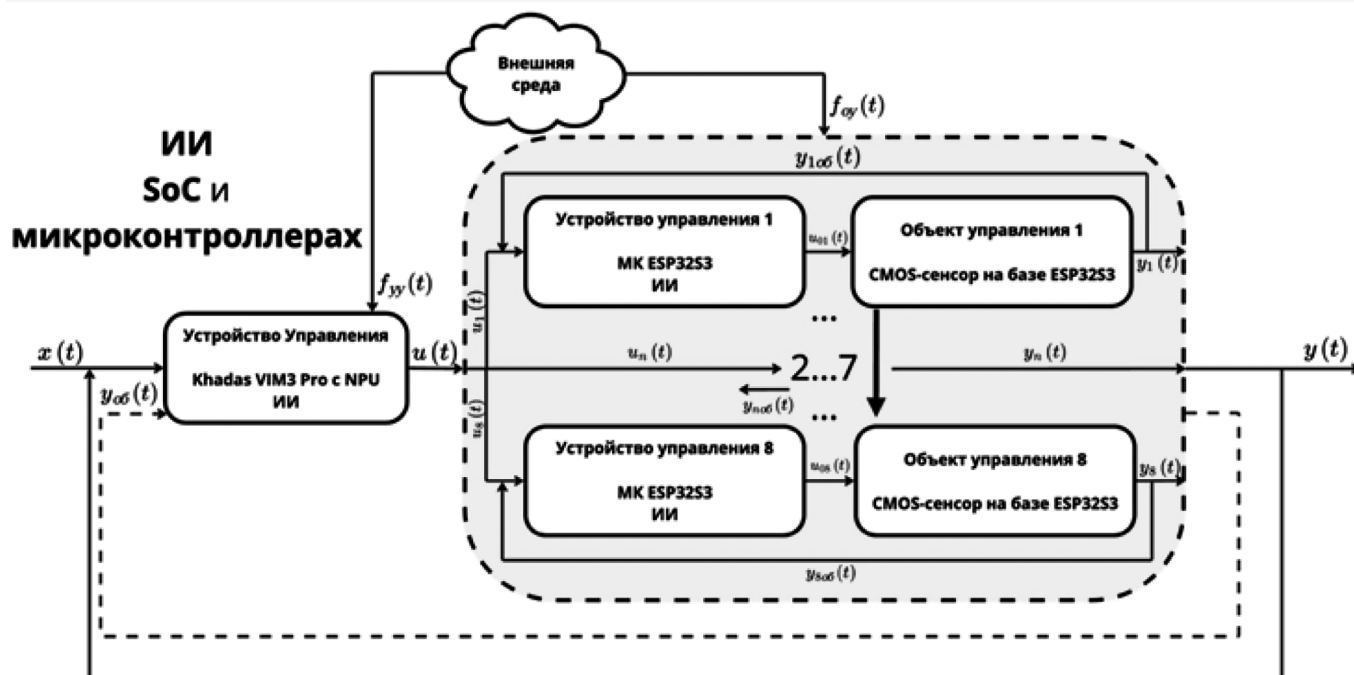 Внешняя
среда
f_{оу}(t)
ИИ
SoC и
микроконтроллерах
f_{уу}(t)
y_{1об}(t)
Устройство управления 1
МК ESP32S3
ИИ
u_{01}(t)
Объект управления 1
CMOS-сенсор на базе ESP32S3
y_1(t)
u_1(t)
...
x(t)
Устройство Управления
Khadas VIM3 Pro с NPU
ИИ
u(t)
u_n(t)
2...7
y_n(t)
y(t)
y_{об}(t)
y_{nоб}(t)
u_8(t)
...
Устройство управления 8
МК ESP32S3
ИИ
u_{08}(t)
Объект управления 8
CMOS-сенсор на базе ESP32S3
y_8(t)
y_{8об}(t)